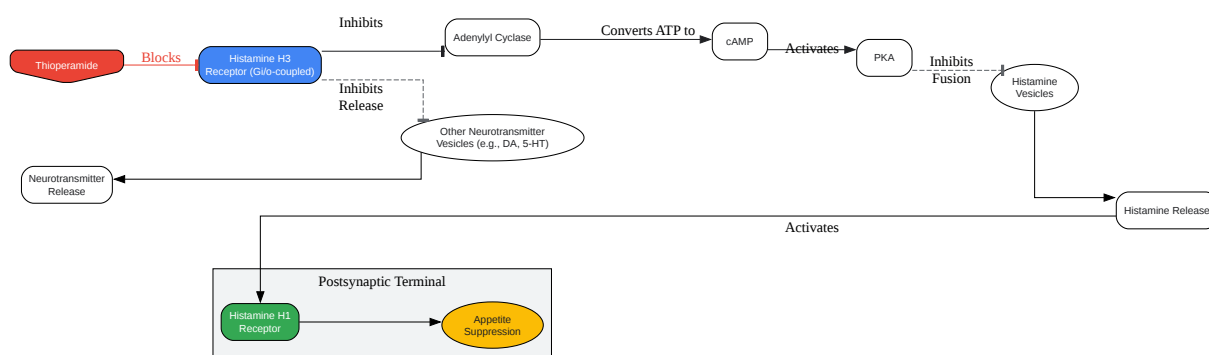 Inhibits
Adenylyl Cyclase
Converts ATP to
cAMP
Activates
PKA
Inhibits
Fusion
Histamine
Vesicles
Thioperamide
Blocks
Histamine H3
Receptor (Gi/o-coupled)
Inhibits
Release
Other Neurotransmitter
Vesicles (e.g., DA, 5-HT)
Neurotransmitter
Release
Histamine Release
Activates
Postsynaptic Terminal
Histamine H1
Receptor
Appetite
Suppression